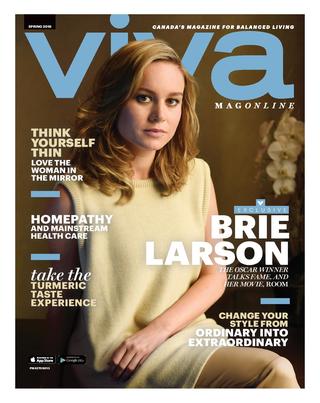 SPRING 2016
CANADA'S MAGAZINE FOR BALANCED LIVING
viva
MAGONLINE
THINK
YOURSELF
THIN
LOVE THE
WOMAN IN
THE MIRROR
HOMEPATHY
AND MAINSTREAM
HEALTH CARE
take the
TURMERIC
TASTE
EXPERIENCE
EXCLUSIVE
BRIE
LARSON
THE OSCAR WINNER
TALKS FAME, AND
HER MOVIE, ROOM
CHANGE YOUR
STYLE FROM
ORDINARY INTO
EXTRAORDINARY
App Store
Google play